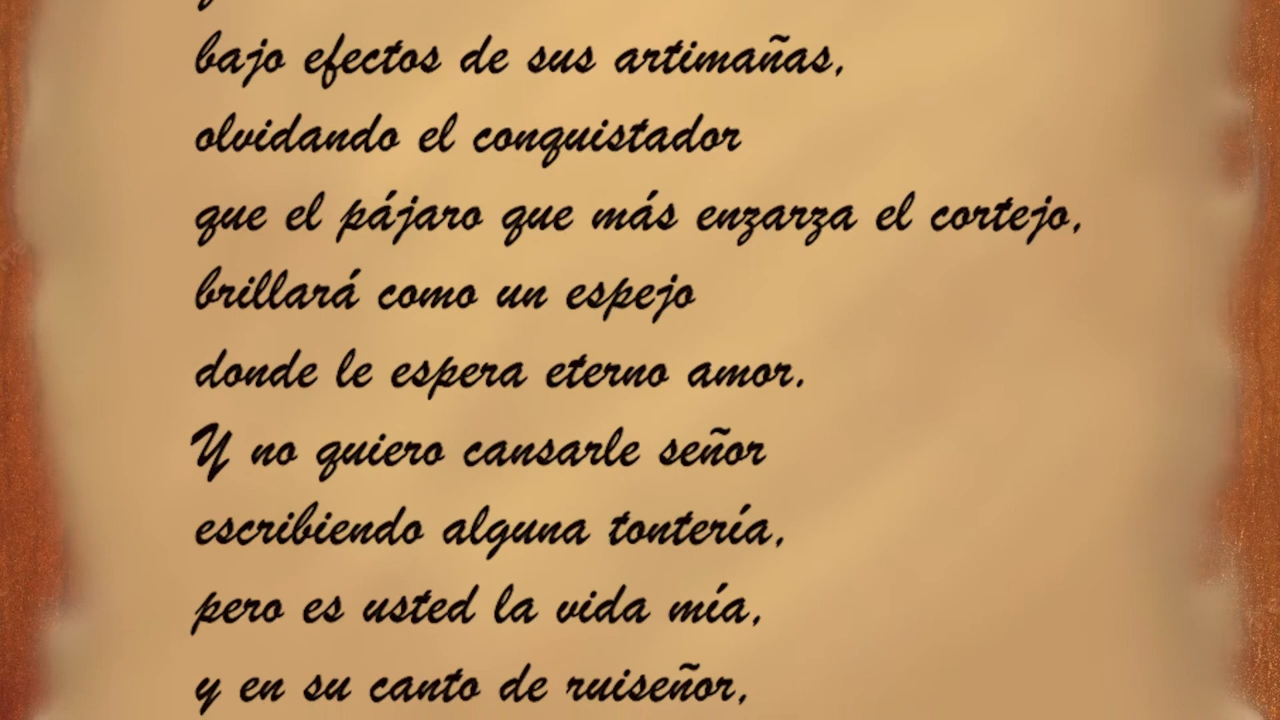 bajo efectos de sus artimañas,
olvidando el conquistador
que el pájaro que más enzarza el cortejo,
brillará como un espejo
donde le espera eterno amor.
Y no quiero cansarle señor
escribiendo alguna tontería,
pero es usted la vida mía,
y en su canto de ruiseñor,